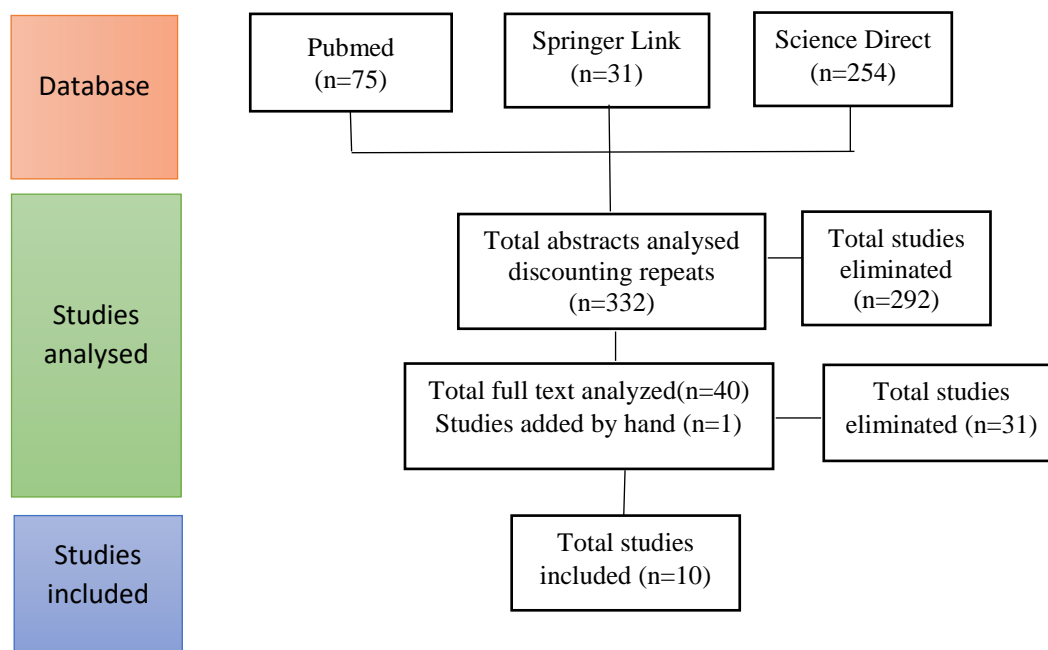 Database
Pubmed
(n=75)
Springer Link
(n=31)
Science Direct
(n=254)
Studies
analysed
Total abstracts analysed
discounting repeats
(n=332)
Total studies
eliminated
(n=292)
Total full text analyzed(n=40)
Studies added by hand (n=1)
Total studies
eliminated (n=31)
Studies
included
Total studies
included (n=10)